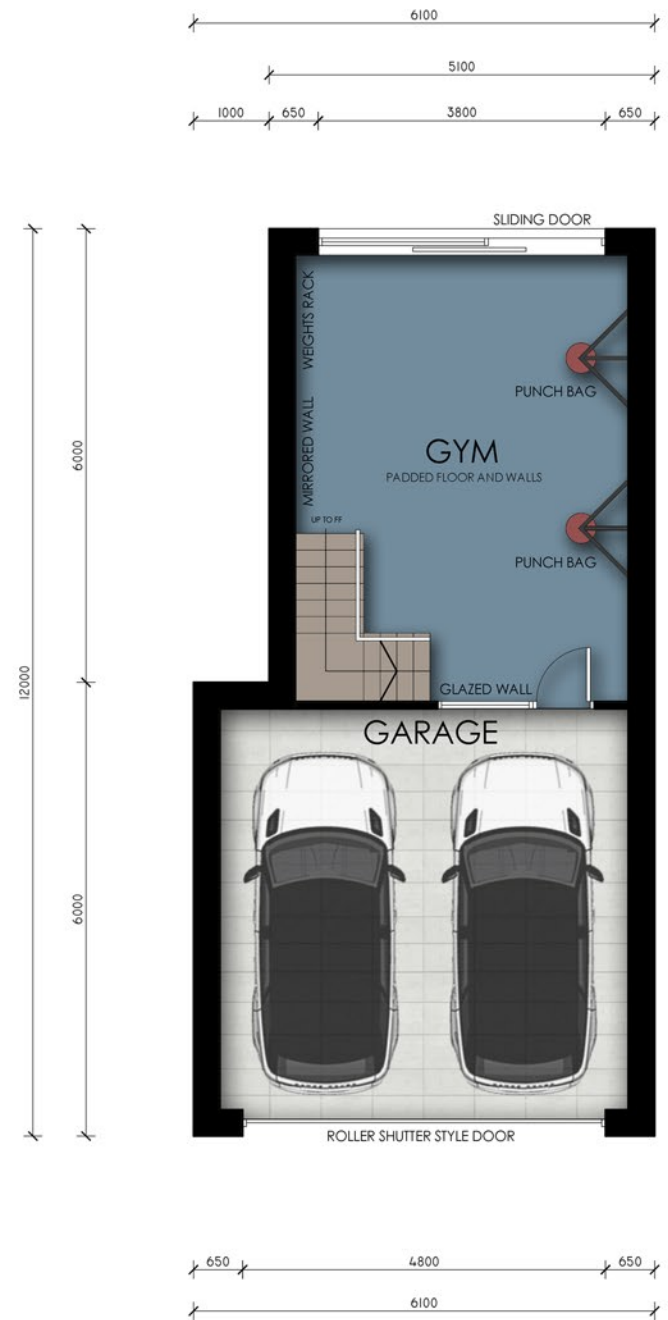 6100
5100
1000
650
3800
650
SLIDING DOOR
WEIGHTS RACK
PUNCH BAG
MIRRORED WALL
GYM
PADDED FLOOR AND WALLS
6000
UP TO FF
PUNCH BAG
12000
GLAZED WALL
GARAGE
6000
ROLLER SHUTTER STYLE DOOR
650
4800
650
6100